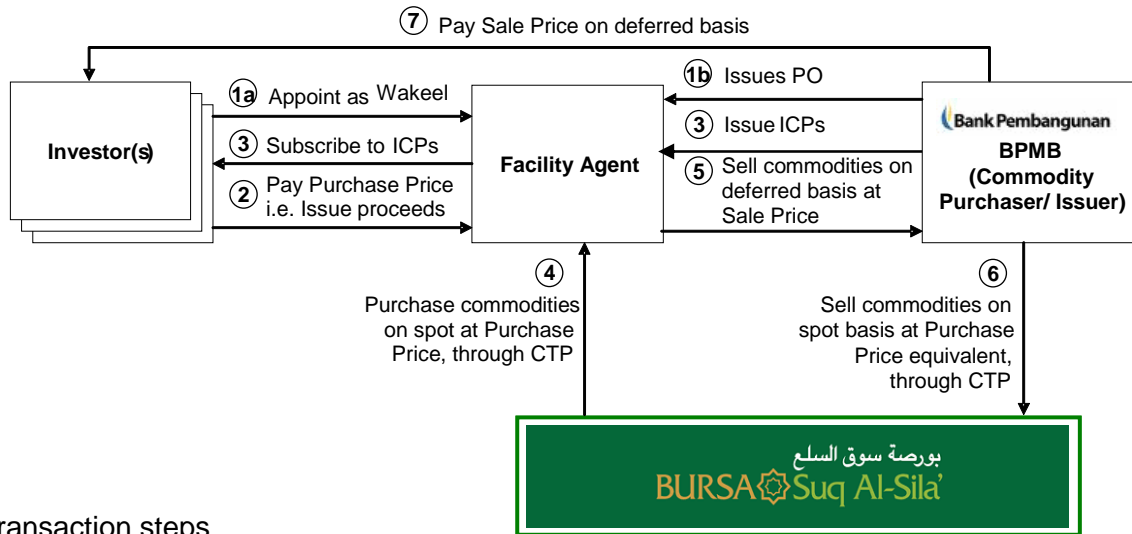 ⑦ Pay Sale Price on deferred basis
Investor(s)
①a Appoint as Wakeel
③ Subscribe to ICPs
② Pay Purchase Price
i.e. Issue proceeds
Facility Agent
①b Issues PO
③ Issue ICPs
⑤ Sell commodities on
deferred basis at
Sale Price
Bank Pembangunan
BPMB
(Commodity
Purchaser/ Issuer)
④
Purchase commodities
on spot at Purchase
Price, through CTP
⑥
Sell commodities on
spot basis at Purchase
Price equivalent,
through CTP
بورصة سوق السلع
BURSA Suq Al-Sila'
ransaction steps